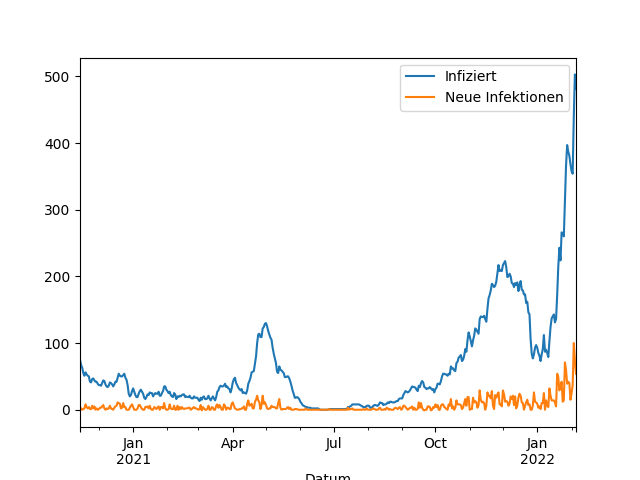 500
400
300
200
100
0
Infiziert
Neue Infektionen
Jan
2021
Apr
Jul
Oct
Jan
2022
Datum